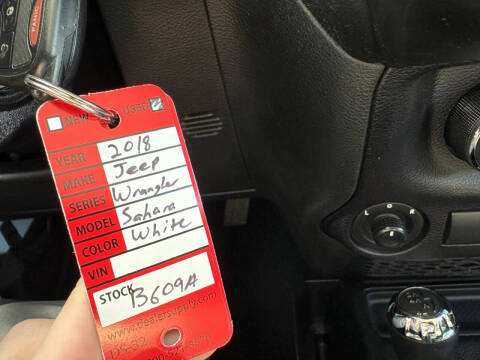 NEW USED
YEAR 2018
MAKE Jeep
SERIES Wrangler
MODEL Sahara
COLOR White
VIN
STOCK B609A
www.dealersupply.com
L O R